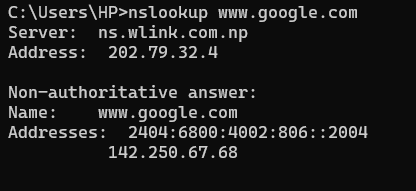 C:\Users\HP>nslookup www.google.com
Server:  ns.wlink.com.np
Address:  202.79.32.4

Non-authoritative answer:
Name:    www.google.com
Addresses:  2404:6800:4002:806::2004
          142.250.67.68